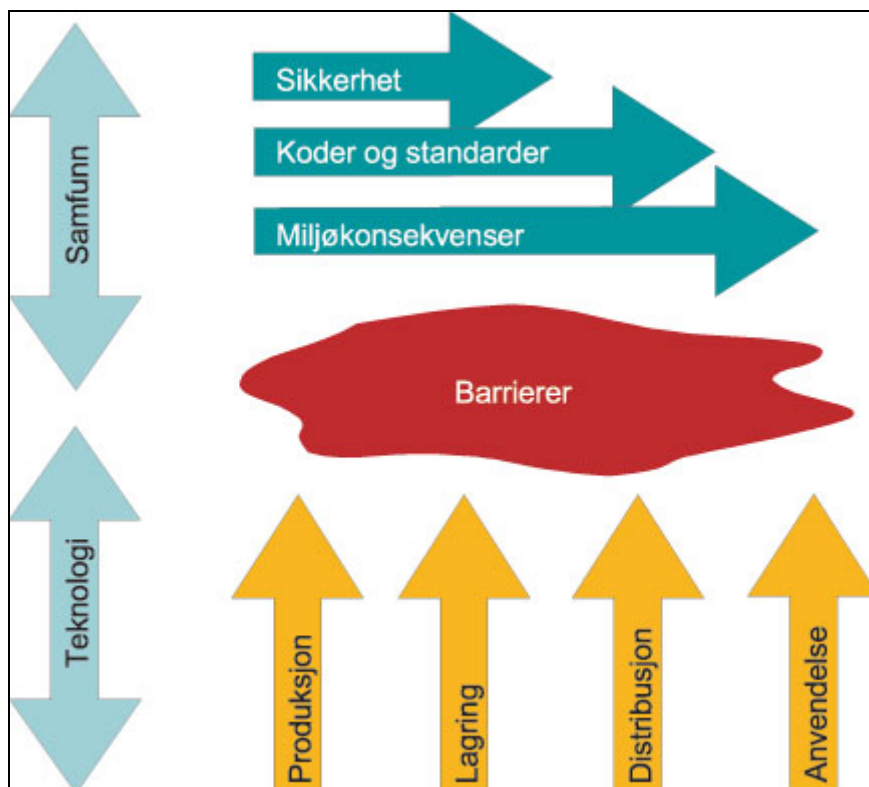 Samfunn
Sikkerhet
Koder og standarder
Miljøkonsekvenser
Barrierer
Teknologi
Produksjon
Lagring
Distribusjon
Anvendelse